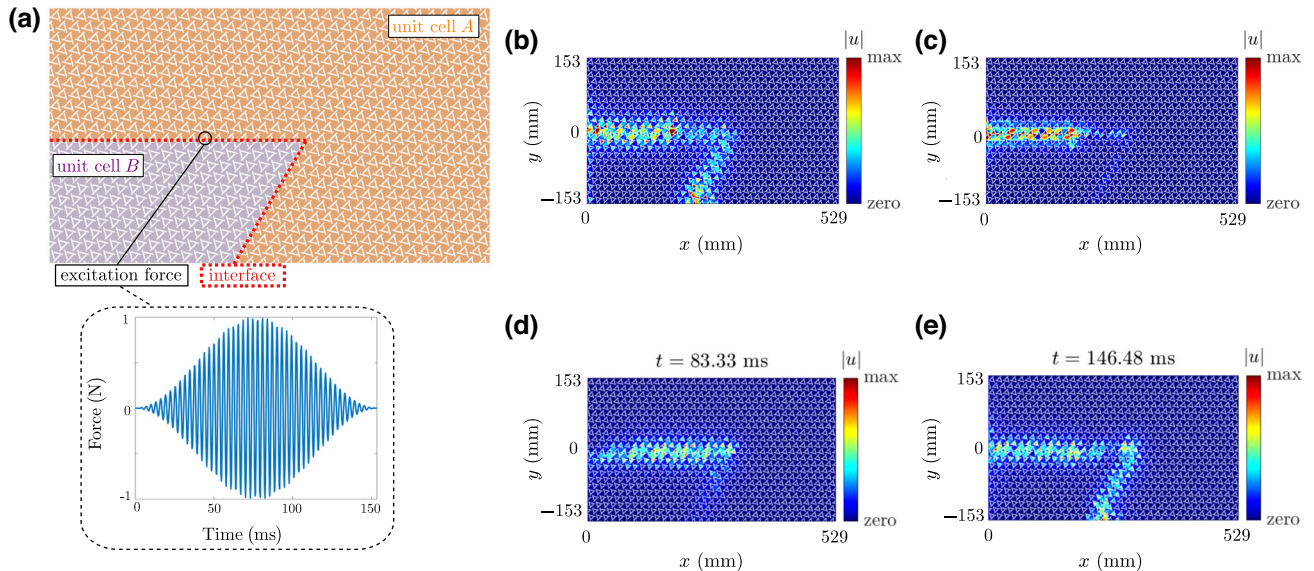 (a)
unit cell A
unit cell B
excitation force
interface
1
0
-1
Force (N)
0
50
100
150
Time (ms)
(b)
|u|
153
0
−153
y (mm)
0
529
x (mm)
max
zero
(c)
|u|
153
0
−153
y (mm)
0
529
x (mm)
max
zero
(d)
t = 83.33 ms
|u|
153
0
−153
y (mm)
0
529
x (mm)
max
zero
(e)
t = 146.48 ms
|u|
153
0
−153
y (mm)
0
529
x (mm)
max
zero